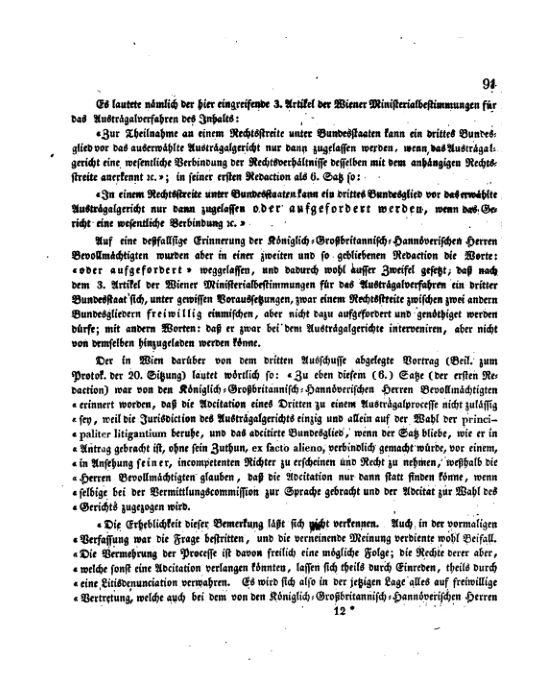 91
Es lautete nämlich der hier eingreifende 3. Artikel der Wiener Ministerialbestimmungen für
das Austrägalverfahren des Inhalts:
«Zur Theilnahme an einem Rechtsstreite unter Bundesstaaten kann ein drittes Bundes-
glied vor das auserwählte Austrägalgericht nur dann zugelassen werden, wenn das Austrägal-
gericht eine wesentliche Verbindung der Rechtsverhältnisse desselben mit dem anhängigen Rechts-
streite anerkennt ꝛc.»; in seiner ersten Redaction als 6. Satz so:
«In einem Rechtsstreite unter Bundesstaaten kann ein drittes Bundesglied vor das erwählte
Austrägalgericht nur dann zugelassen oder aufgefordert werden, wenn das Ge-
richt eine wesentliche Verbindung ꝛc.»
Auf eine deßfallsige Erinnerung der Königlich-Großbritannisch-Hannöverischen Herren
Bevollmächtigten wurden aber in einer zweiten und so gebliebenen Redaction die Worte:
«oder aufgefordert» weggelassen, und dadurch wohl ausser Zweifel gesetzt, daß nach
dem 3. Artikel der Wiener Ministerialbestimmungen für das Austrägalverfahren ein dritter
Bundesstaat sich, unter gewissen Voraussetzungen, zwar einem Rechtsstreite zwischen zwei andern
Bundesgliedern freiwillig einmischen, aber nicht dazu aufgefordert und genöthiget werden
dürfe; mit andern Worten: daß er zwar bei dem Austrägalgerichte interveniren, aber nicht
von demselben hinzugeladen werden könne.
Der in Wien darüber von dem dritten Ausschusse abgelegte Vortrag (Beil. zum
Protok. der 20. Sitzung) lautet wörtlich so: «Zu eben diesem (6.) Satze (der ersten Re-
daction) war von den Königlich-Großbritannisch-Hannöverischen Herren Bevollmächtigten
«erinnert worden, daß die Adcitation eines Dritten zu einem Austrägalprocesse nicht zulässig
«sey, weil die Jurisdiction des Austrägalgerichts einzig und allein auf der Wahl der princi-
«paliter litigantium beruhe, und das adcitirte Bundesglied, wenn der Satz bliebe, wie er in
«Antrag gebracht ist, ohne sein Zuthun, ex facto alieno, verbindlich gemacht würde, vor einem,
«in Ansehung seiner, incompetenten Richter zu erscheinen und Recht zu nehmen, weßhalb die
«Herren Bevollmächtigten glauben, daß die Adcitation nur dann statt finden könne, wenn
«selbige bei der Vermittlungscommission zur Sprache gebracht und der Adcitat zur Wahl des
«Gerichts zugezogen wird.
«Die Erheblichkeit dieser Bemerkung läßt sich nicht verkennen. Auch in der vormaligen
«Verfassung war die Frage bestritten, und die verneinende Meinung verdiente wohl Beifall.
«Die Vermehrung der Processe ist davon freilich eine mögliche Folge; die Rechte derer aber,
«welche sonst eine Adcitation verlangen könnten, lassen sich theils durch Einreden, theils durch
«eine Litisdenunciation verwahren. Es wird sich also in der jetzigen Lage alles auf freiwillige
«Vertretung, welche auch bei dem von den Königlich-Großbritannisch-Hannöverischen Herren
12 *